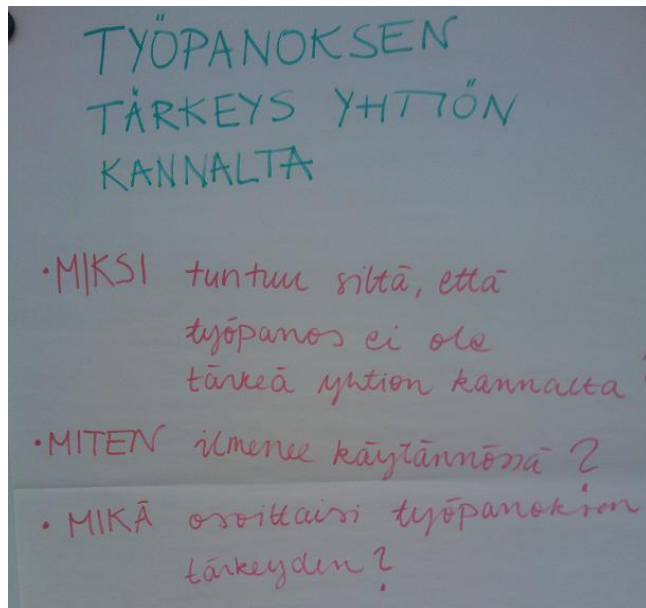 TYÖPANOKSEN
TÄRKEYS YHTIÖN
KANNALTA
• MIKSI tuntuu siltä, että
työpanos ei ole
tärkeä yhtion kannalta ?
• MITEN ilmenee käytännössä ?
• MIKÄ osoittaisi työpanoksen
tärkeyden ?